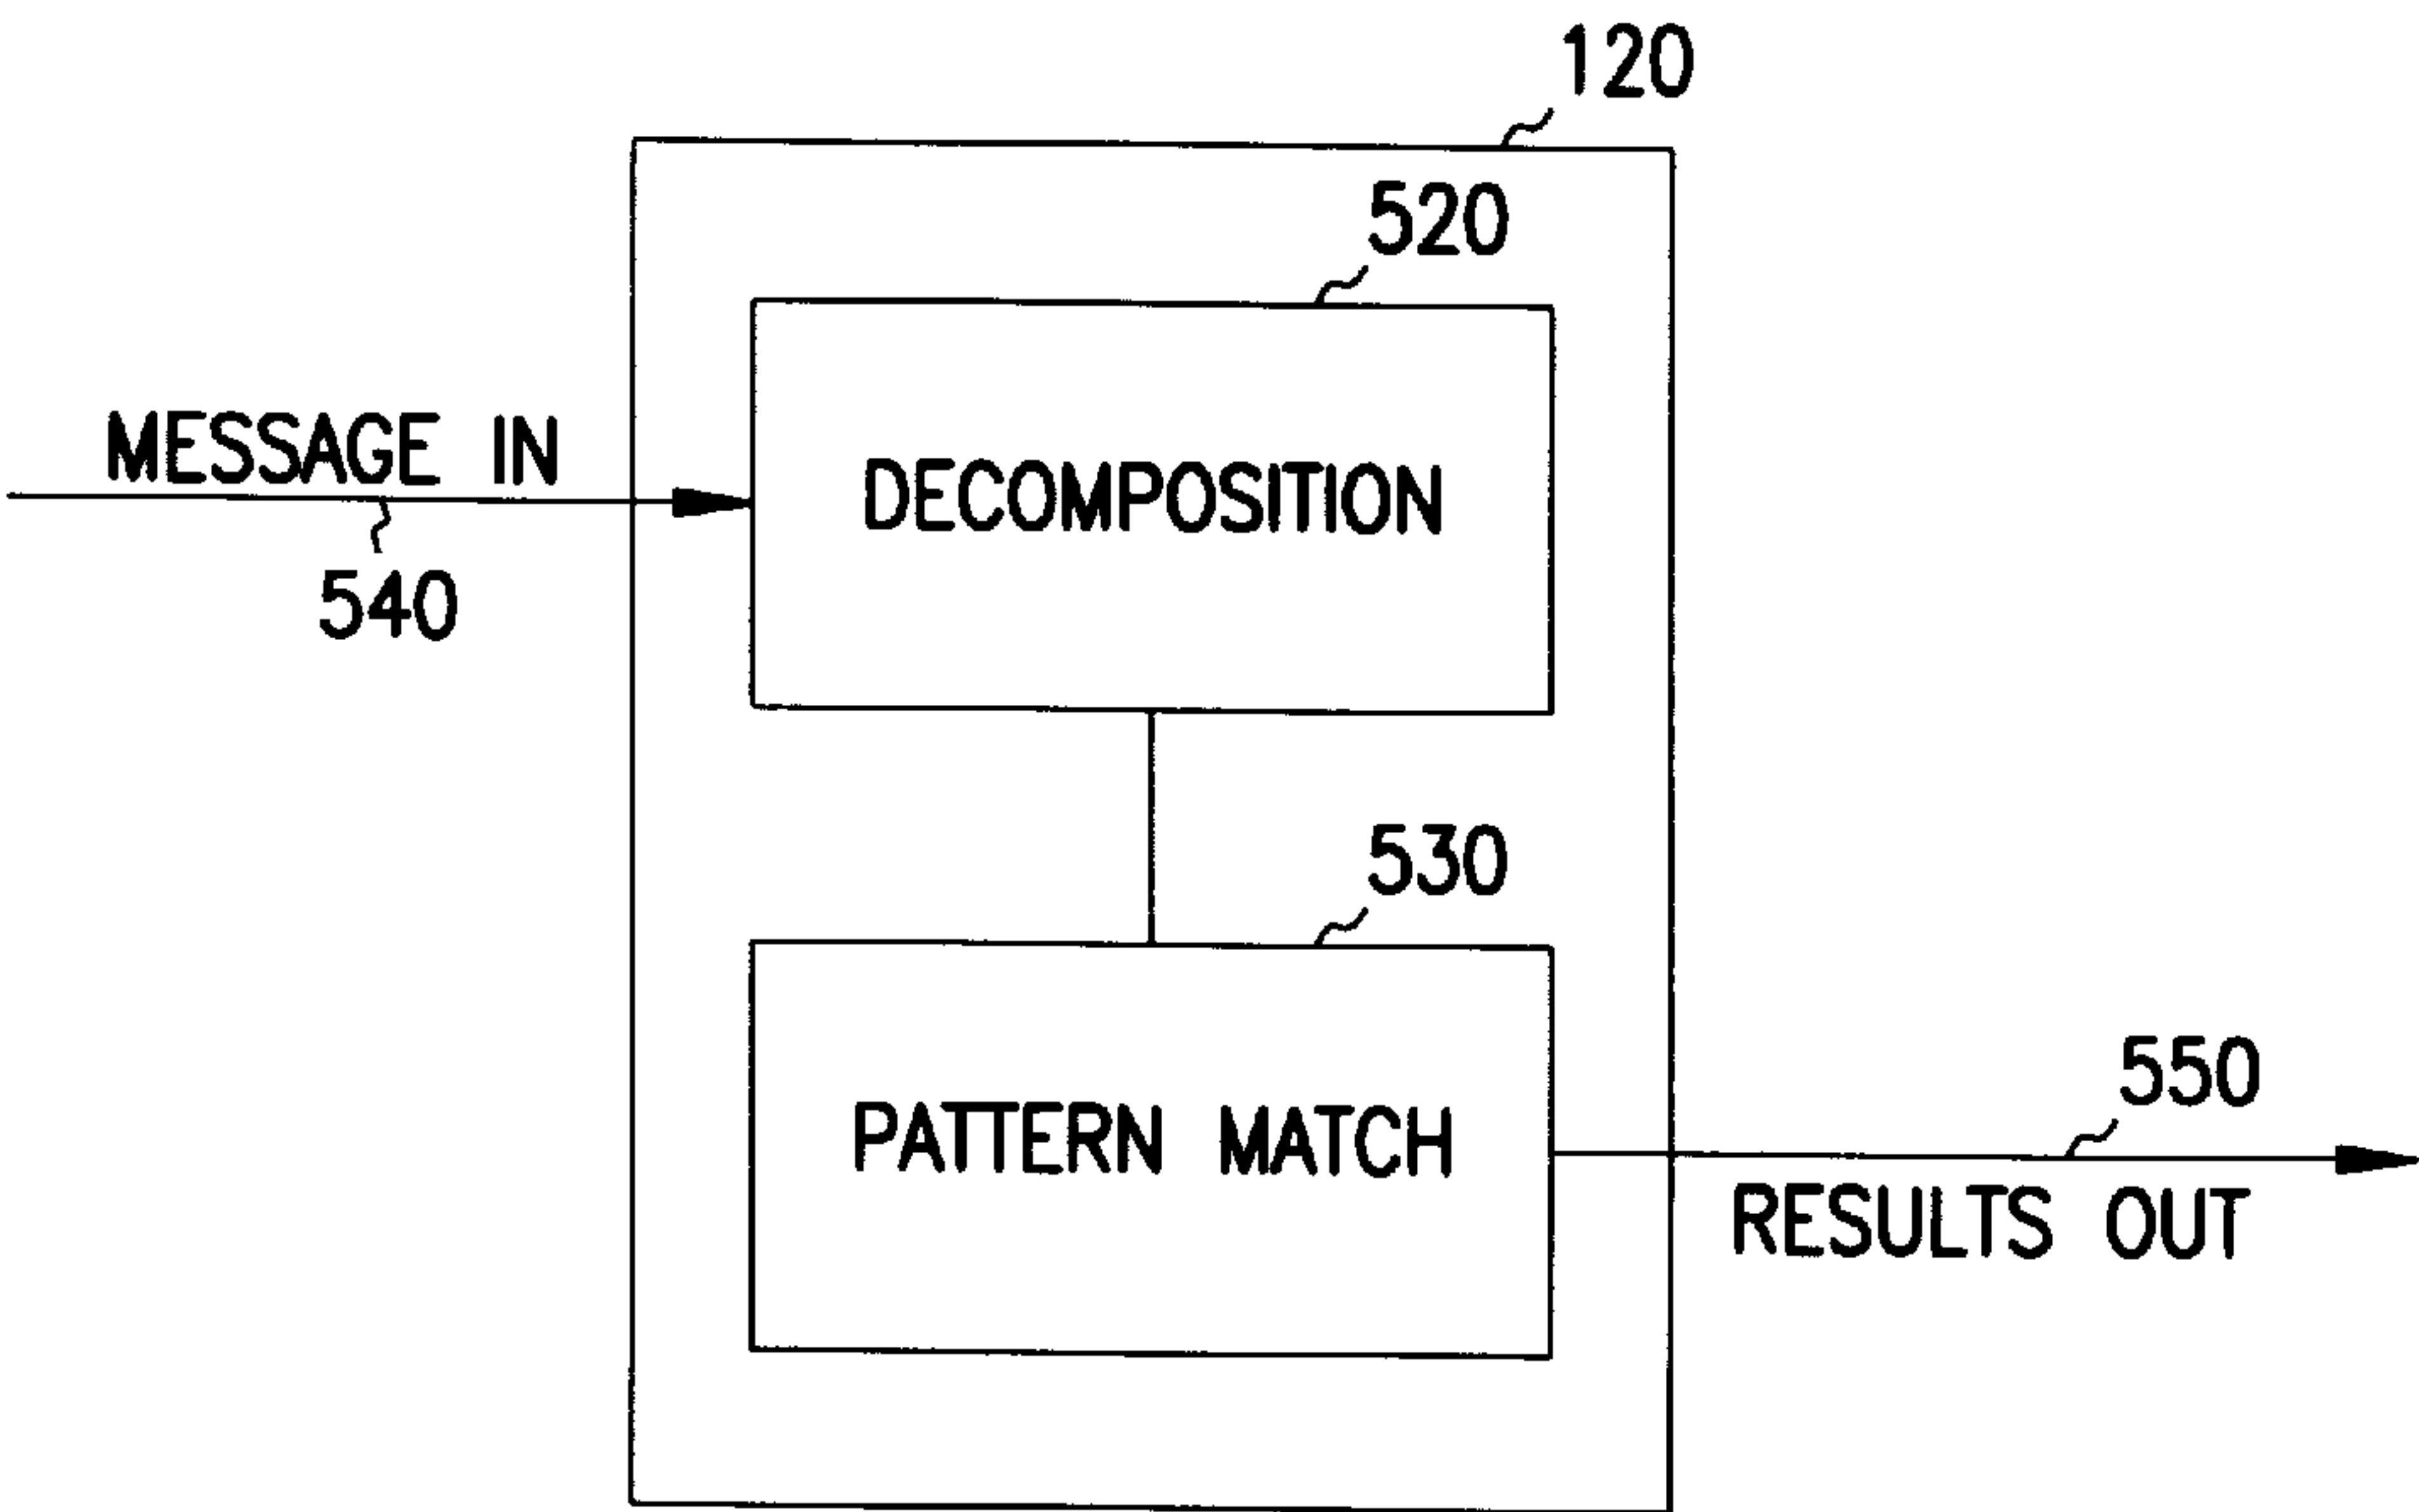 120
520
MESSAGE IN
DECOMPOSITION
540
530
550
PATTERN MATCH
RESULTS OUT